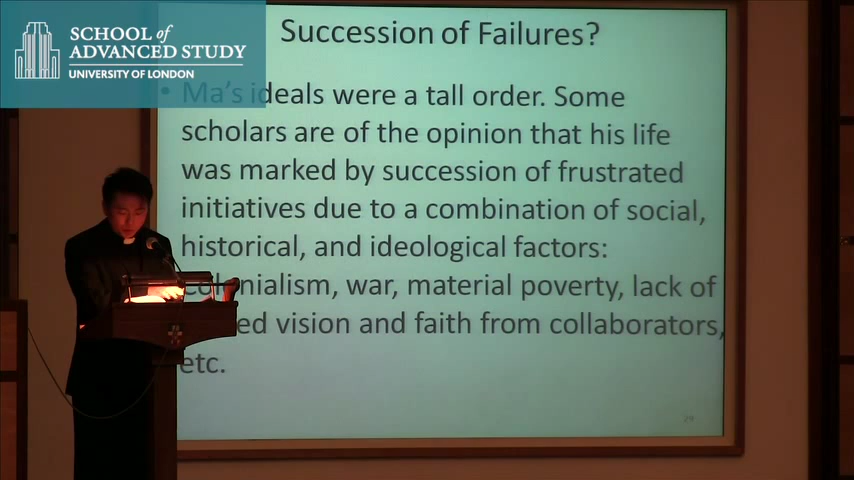 SCHOOL of
ADVANCED STUDY
UNIVERSITY OF LONDON
Succession of Failures?
• Ma's ideals were a tall order. Some
scholars are of the opinion that his life
was marked by succession of frustrated
initiatives due to a combination of social,
historical, and ideological factors:
colonialism, war, material poverty, lack of
vision and faith from collaborators,
etc.
29